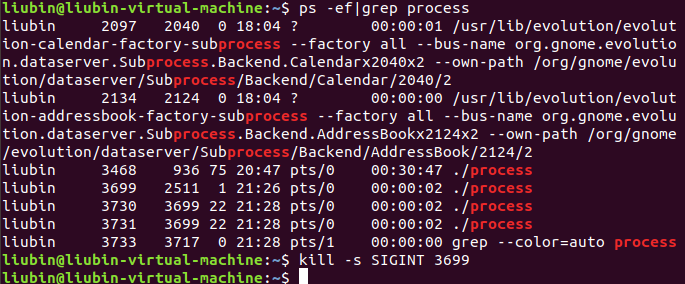 liubin@liubin-virtual-machine:~$ ps -ef|grep process
liubin     2097   2040  0 18:04 ?        00:00:01 /usr/lib/evolution/evolut
ion-calendar-factory-subprocess --factory all --bus-name org.gnome.evolutio
n.dataserver.Subprocess.Backend.Calendarx2040x2 --own-path /org/gnome/evolu
tion/dataserver/Subprocess/Backend/Calendar/2040/2
liubin     2134   2124  0 18:04 ?        00:00:00 /usr/lib/evolution/evolut
ion-addressbook-factory-subprocess --factory all --bus-name org.gnome.evolu
tion.dataserver.Subprocess.Backend.AddressBookx2124x2 --own-path /org/gnome
/evolution/dataserver/Subprocess/Backend/AddressBook/2124/2
liubin     3468    936 75 20:47 pts/0    00:30:47 ./process
liubin     3699   2511  1 21:26 pts/0    00:00:02 ./process
liubin     3730   3699 22 21:28 pts/0    00:00:02 ./process
liubin     3731   3699 22 21:28 pts/0    00:00:02 ./process
liubin     3733   3717  0 21:28 pts/1    00:00:00 grep --color=auto process
liubin@liubin-virtual-machine:~$ kill -s SIGINT 3699
liubin@liubin-virtual-machine:~$